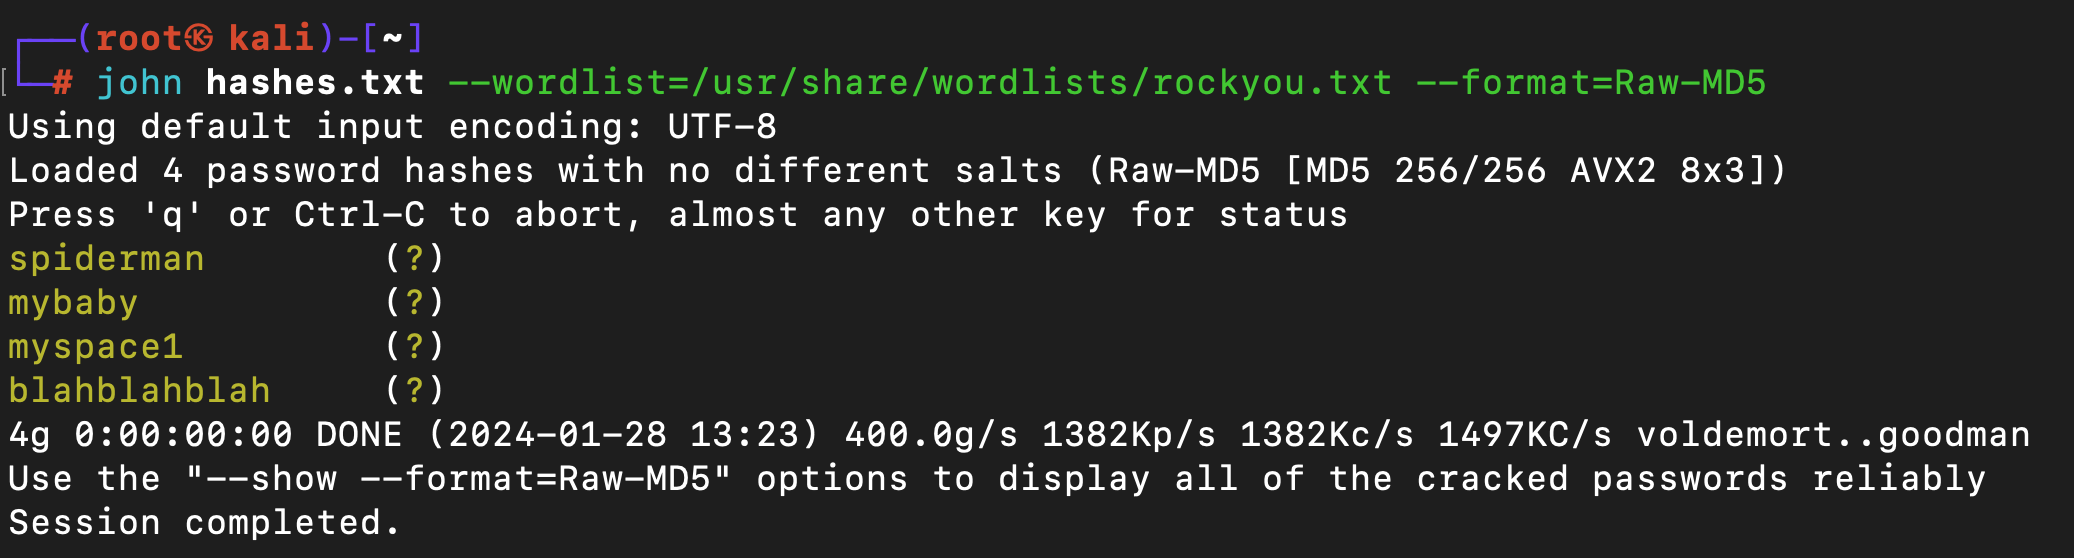 ┌──(root㉿kali)-[~]
└─# john hashes.txt --wordlist=/usr/share/wordlists/rockyou.txt --format=Raw-MD5
Using default input encoding: UTF-8
Loaded 4 password hashes with no different salts (Raw-MD5 [MD5 256/256 AVX2 8x3])
Press 'q' or Ctrl-C to abort, almost any other key for status
spiderman        (?)
mybaby           (?)
myspace1         (?)
blahblahblah     (?)
4g 0:00:00:00 DONE (2024-01-28 13:23) 400.0g/s 1382Kp/s 1382Kc/s 1497KC/s voldemort..goodman
Use the "--show --format=Raw-MD5" options to display all of the cracked passwords reliably
Session completed.